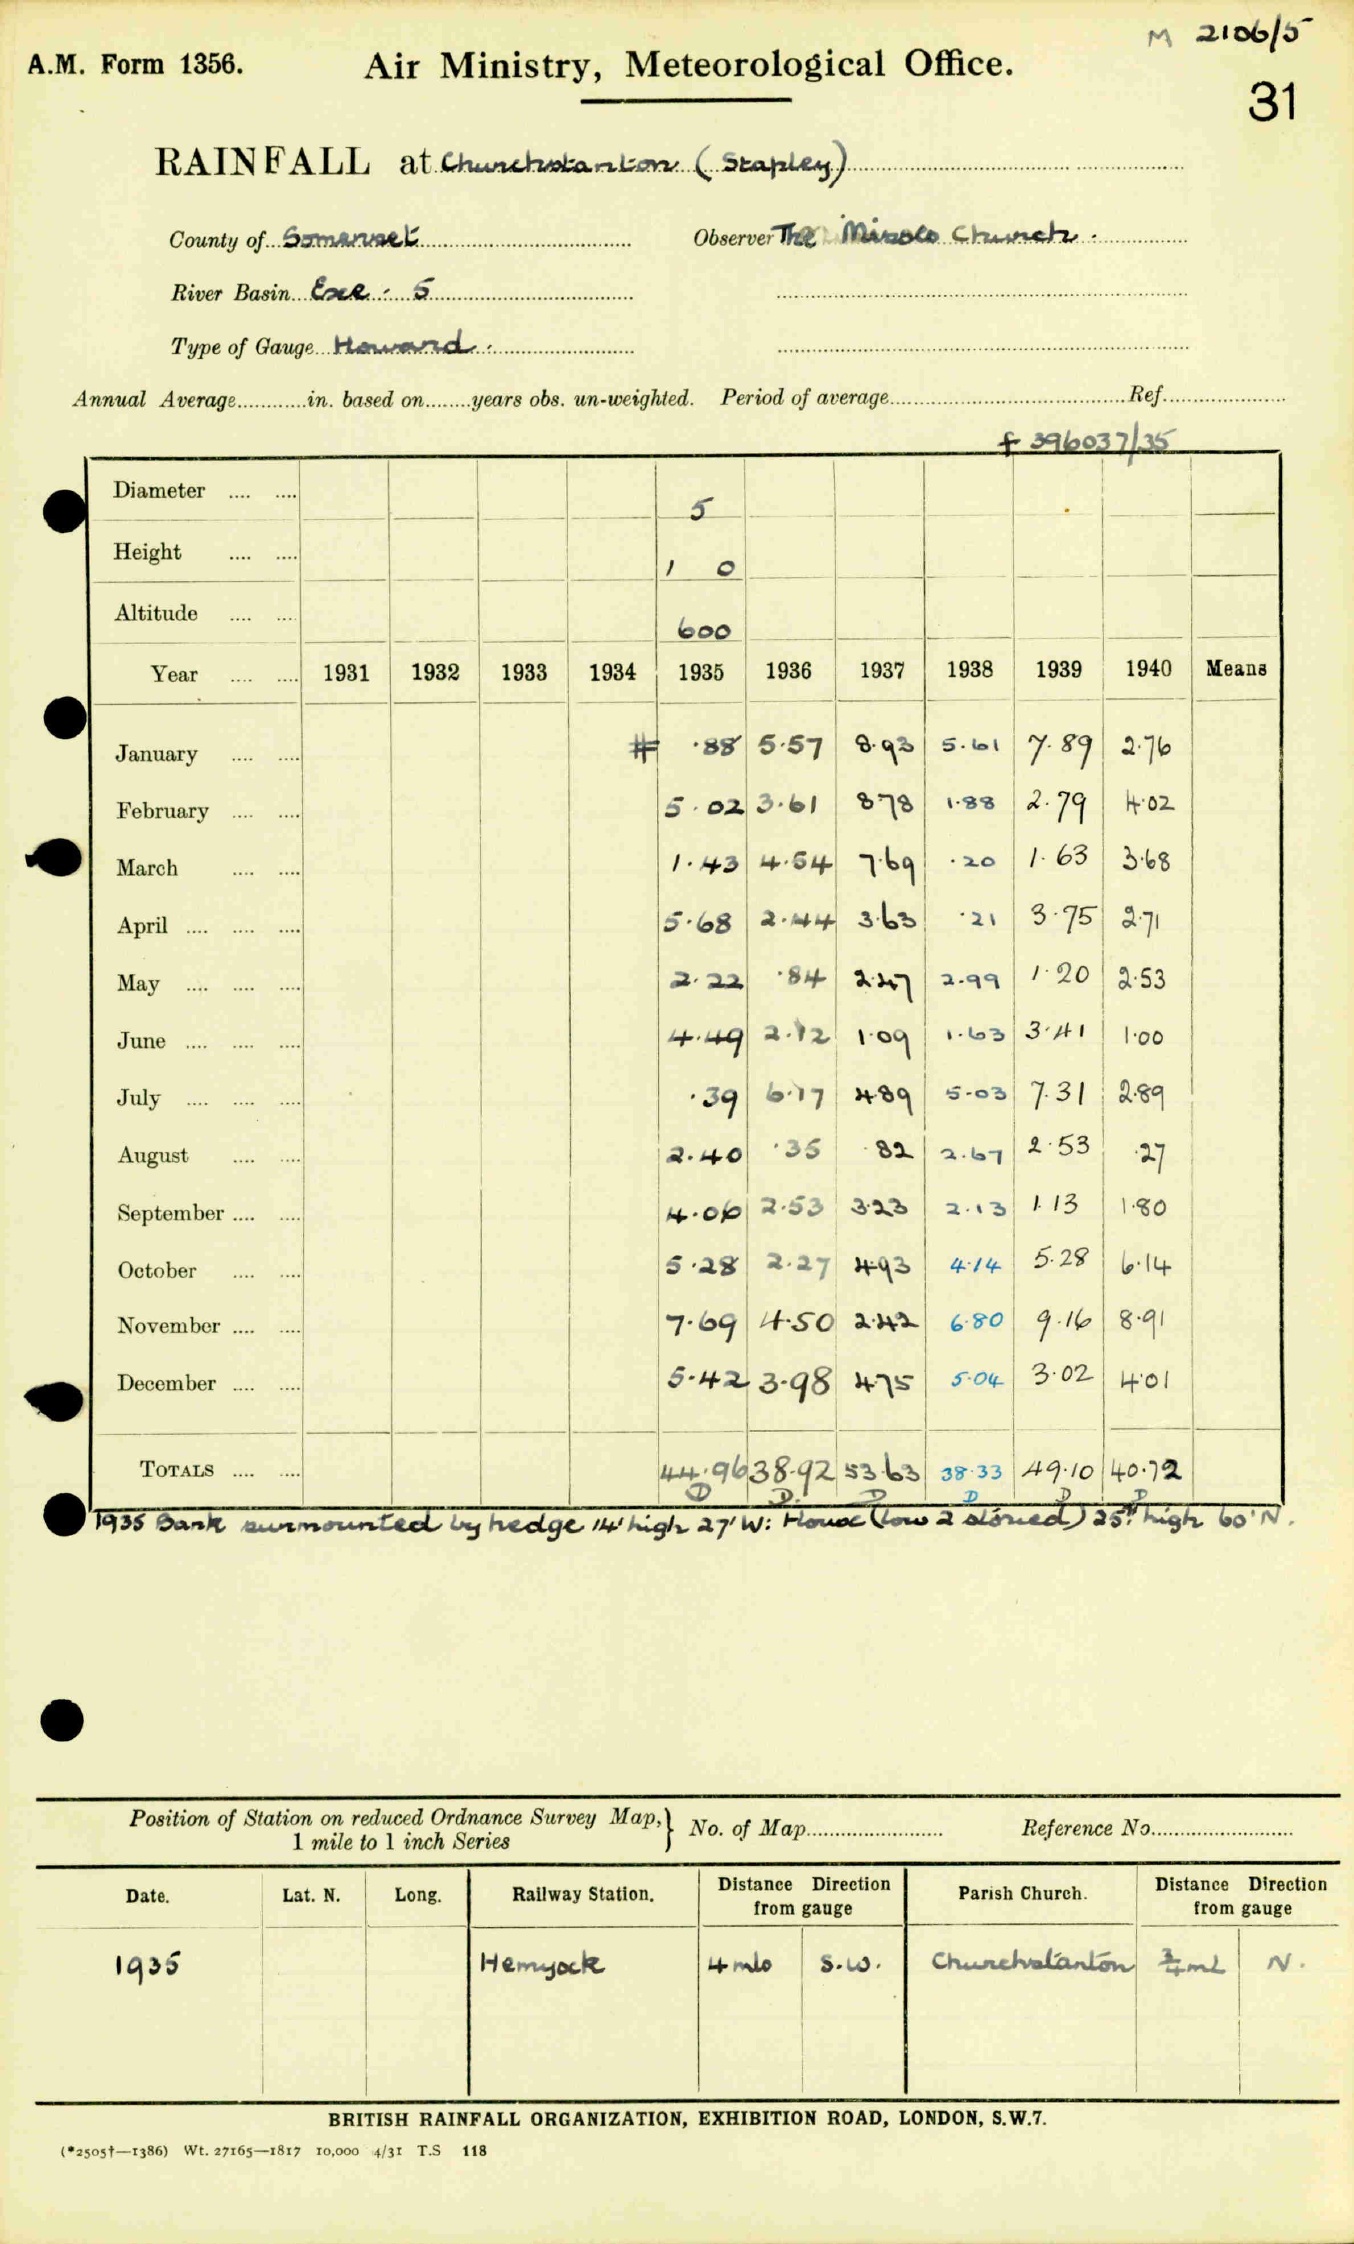 M 2106/5
A.M. Form 1356. Air Ministry, Meteorological Office.
31
RAINFALL at Churchstanton (Stapley)
County of Somerset Observer The Misses Church.
River Basin Exe. 5
Type of Gauge Howard.
Annual Average............in. based on........years obs. un-weighted. Period of average............Ref............
f 396037/35
Diameter .... .... 5
Height .... .... 1 0
Altitude .... .... 600
Year .... .... 1931 1932 1933 1934 1935 1936 1937 1938 1939 1940 Means
January .... .... # ·88 5·57 8·93 5·61 7·89 2·76
February .... .... 5·02 3·61 8·78 1·88 2·79 4·02
March .... .... 1·43 4·54 7·69 ·20 1·63 3·68
April .... .... .... 5·68 2·44 3·63 ·21 3·75 2·71
May .... .... .... 2·22 ·84 2·47 2·99 1·20 2·53
June .... .... .... 4·49 2·12 1·09 1·63 3·41 1·00
July .... .... .... ·39 6·17 4·89 5·03 7·31 2·89
August .... .... 2·40 ·35 ·82 2·67 2·53 ·27
September .... .... 4·06 2·53 3·23 2·13 1·13 1·80
October .... .... 5·28 2·27 4·93 4·14 5·28 6·14
November .... .... 7·69 4·50 2·42 6·80 9·16 8·91
December .... .... 5·42 3·98 4·75 5·04 3·02 4·01
TOTALS .... .... 44·96 38·92 53·63 38·33 49·10 40·72
D D D D D D
1935 Bank surmounted by hedge 14' high 27' W: House (low 2 storied) 25ft high 60' N.
Position of Station on reduced Ordnance Survey Map,} No. of Map............ Reference No............
1 mile to 1 inch Series
Date. Lat. N. Long. Railway Station. Distance Direction from gauge Parish Church. Distance Direction from gauge
1935 Hemyock 4 mls S.W. Churchstanton 3/4 ml N.
BRITISH RAINFALL ORGANIZATION, EXHIBITION ROAD, LONDON, S.W.7.
(*2505†—1386) Wt. 27165—1817 10,000 4/31 T.S 118